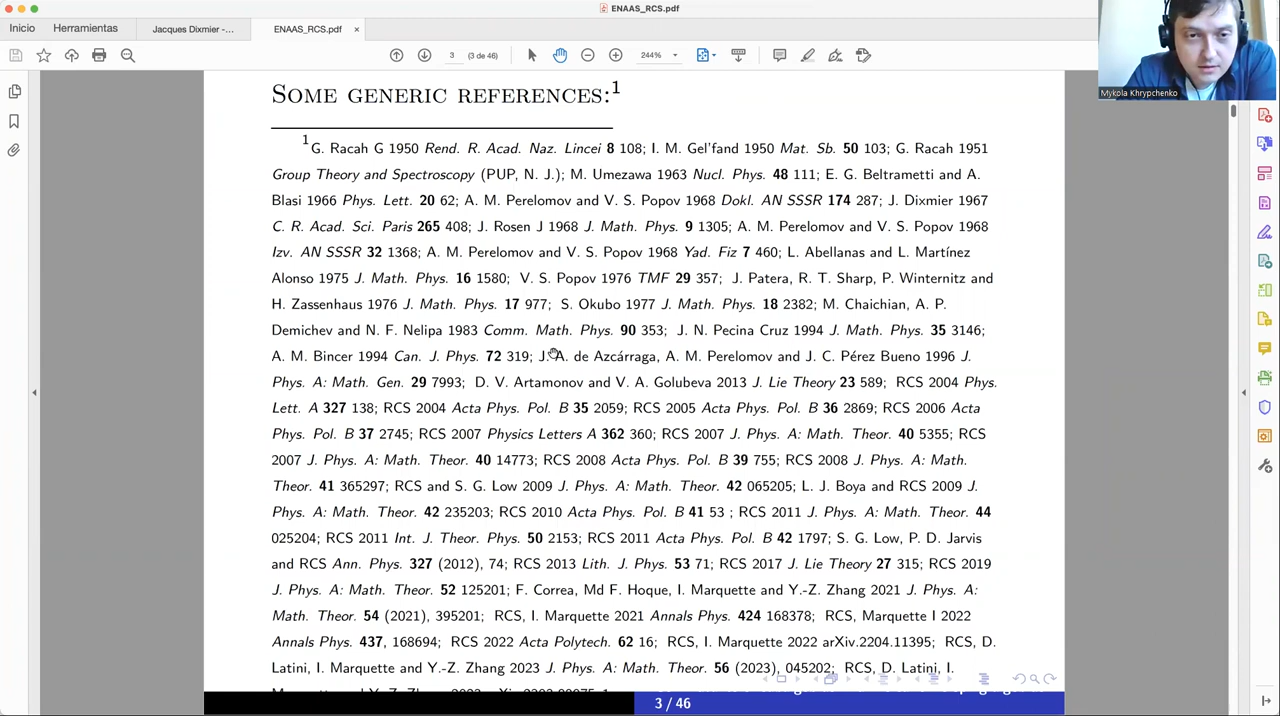 ENAAS_RCS.pdf
Inicio Herramientas Jacques Dixmier -... ENAAS_RCS.pdf ×
3 (3 de 46) 244%
Mykola Khrypchenko
SOME GENERIC REFERENCES:1
1G. Racah G 1950 Rend. R. Acad. Naz. Lincei 8 108; I. M. Gel'fand 1950 Mat. Sb. 50 103; G. Racah 1951
Group Theory and Spectroscopy (PUP, N. J.); M. Umezawa 1963 Nucl. Phys. 48 111; E. G. Beltrametti and A.
Blasi 1966 Phys. Lett. 20 62; A. M. Perelomov and V. S. Popov 1968 Dokl. AN SSSR 174 287; J. Dixmier 1967
C. R. Acad. Sci. Paris 265 408; J. Rosen J 1968 J. Math. Phys. 9 1305; A. M. Perelomov and V. S. Popov 1968
Izv. AN SSSR 32 1368; A. M. Perelomov and V. S. Popov 1968 Yad. Fiz 7 460; L. Abellanas and L. Martínez
Alonso 1975 J. Math. Phys. 16 1580; V. S. Popov 1976 TMF 29 357; J. Patera, R. T. Sharp, P. Winternitz and
H. Zassenhaus 1976 J. Math. Phys. 17 977; S. Okubo 1977 J. Math. Phys. 18 2382; M. Chaichian, A. P.
Demichev and N. F. Nelipa 1983 Comm. Math. Phys. 90 353; J. N. Pecina Cruz 1994 J. Math. Phys. 35 3146;
A. M. Bincer 1994 Can. J. Phys. 72 319; J. A. de Azcárraga, A. M. Perelomov and J. C. Pérez Bueno 1996 J.
Phys. A: Math. Gen. 29 7993; D. V. Artamonov and V. A. Golubeva 2013 J. Lie Theory 23 589; RCS 2004 Phys.
Lett. A 327 138; RCS 2004 Acta Phys. Pol. B 35 2059; RCS 2005 Acta Phys. Pol. B 36 2869; RCS 2006 Acta
Phys. Pol. B 37 2745; RCS 2007 Physics Letters A 362 360; RCS 2007 J. Phys. A: Math. Theor. 40 5355; RCS
2007 J. Phys. A: Math. Theor. 40 14773; RCS 2008 Acta Phys. Pol. B 39 755; RCS 2008 J. Phys. A: Math.
Theor. 41 365297; RCS and S. G. Low 2009 J. Phys. A: Math. Theor. 42 065205; L. J. Boya and RCS 2009 J.
Phys. A: Math. Theor. 42 235203; RCS 2010 Acta Phys. Pol. B 41 53 ; RCS 2011 J. Phys. A: Math. Theor. 44
025204; RCS 2011 Int. J. Theor. Phys. 50 2153; RCS 2011 Acta Phys. Pol. B 42 1797; S. G. Low, P. D. Jarvis
and RCS Ann. Phys. 327 (2012), 74; RCS 2013 Lith. J. Phys. 53 71; RCS 2017 J. Lie Theory 27 315; RCS 2019
J. Phys. A: Math. Theor. 52 125201; F. Correa, Md F. Hoque, I. Marquette and Y.-Z. Zhang 2021 J. Phys. A:
Math. Theor. 54 (2021), 395201; RCS, I. Marquette 2021 Annals Phys. 424 168378; RCS, Marquette I 2022
Annals Phys. 437, 168694; RCS 2022 Acta Polytech. 62 16; RCS, I. Marquette 2022 arXiv.2204.11395; RCS, D.
Latini, I. Marquette and Y.-Z. Zhang 2023 J. Phys. A: Math. Theor. 56 (2023), 045202; RCS, D. Latini, I.
3 / 46